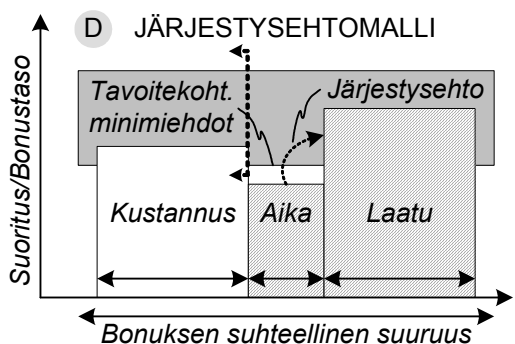 D JÄRJESTYSEHTOMALLI
Suoritus/Bonustaso
Tavoitekoht.
minimiehdot
Järjestysehto
Kustannus
Aika
Laatu
Bonuksen suhteellinen suuruus